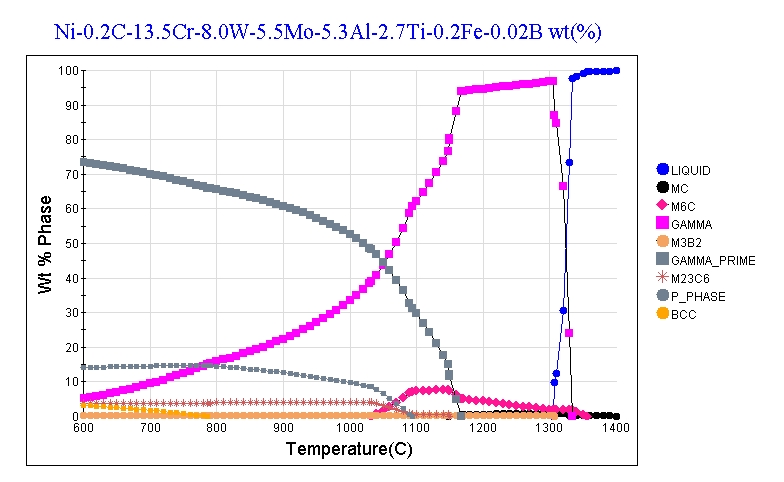 Ni-0.2C-13.5Cr-8.0W-5.5Mo-5.3Al-2.7Ti-0.2Fe-0.02B wt(%)
Wt % Phase
100
90
80
70
60
50
40
30
20
10
0
600 700 800 900 1000 1100 1200 1300 1400
Temperature(C)
LIQUID
MC
M6C
GAMMA
M3B2
GAMMA_PRIME
M23C6
P_PHASE
BCC